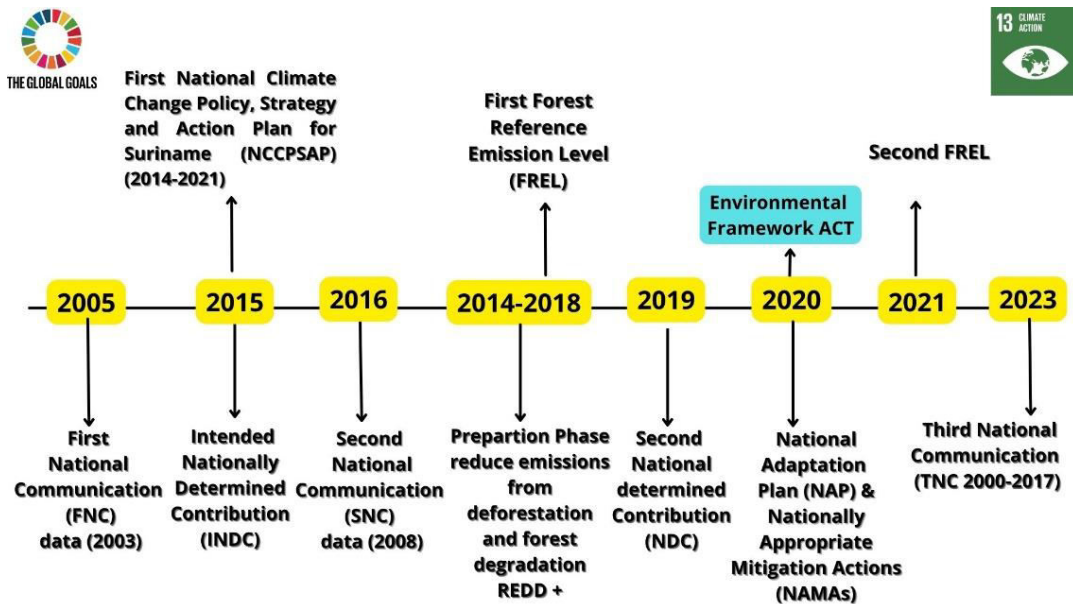 THE GLOBAL GOALS
13 CLIMATE
ACTION
First National Climate
Change Policy, Strategy
and Action Plan for
Suriname (NCCPSAP)
(2014-2021)
First Forest
Reference
Emission Level
(FREL)
Environmental
Framework ACT
Second FREL
2005
2015
2016
2014-2018
2019
2020
2021
2023
First
National
Communication
(FNC)
data (2003)
Intended
Nationally
Determined
Contribution
(INDC)
Second
National
Communication
(SNC)
data (2008)
Prepartion Phase
reduce emissions
from
deforestation
and forest
degradation
REDD +
Second
National
determined
Contribution
(NDC)
National
Adaptation
Plan (NAP) &
Nationally
Appropriate
Mitigation Actions
(NAMAs)
Third National
Communication
(TNC 2000-2017)